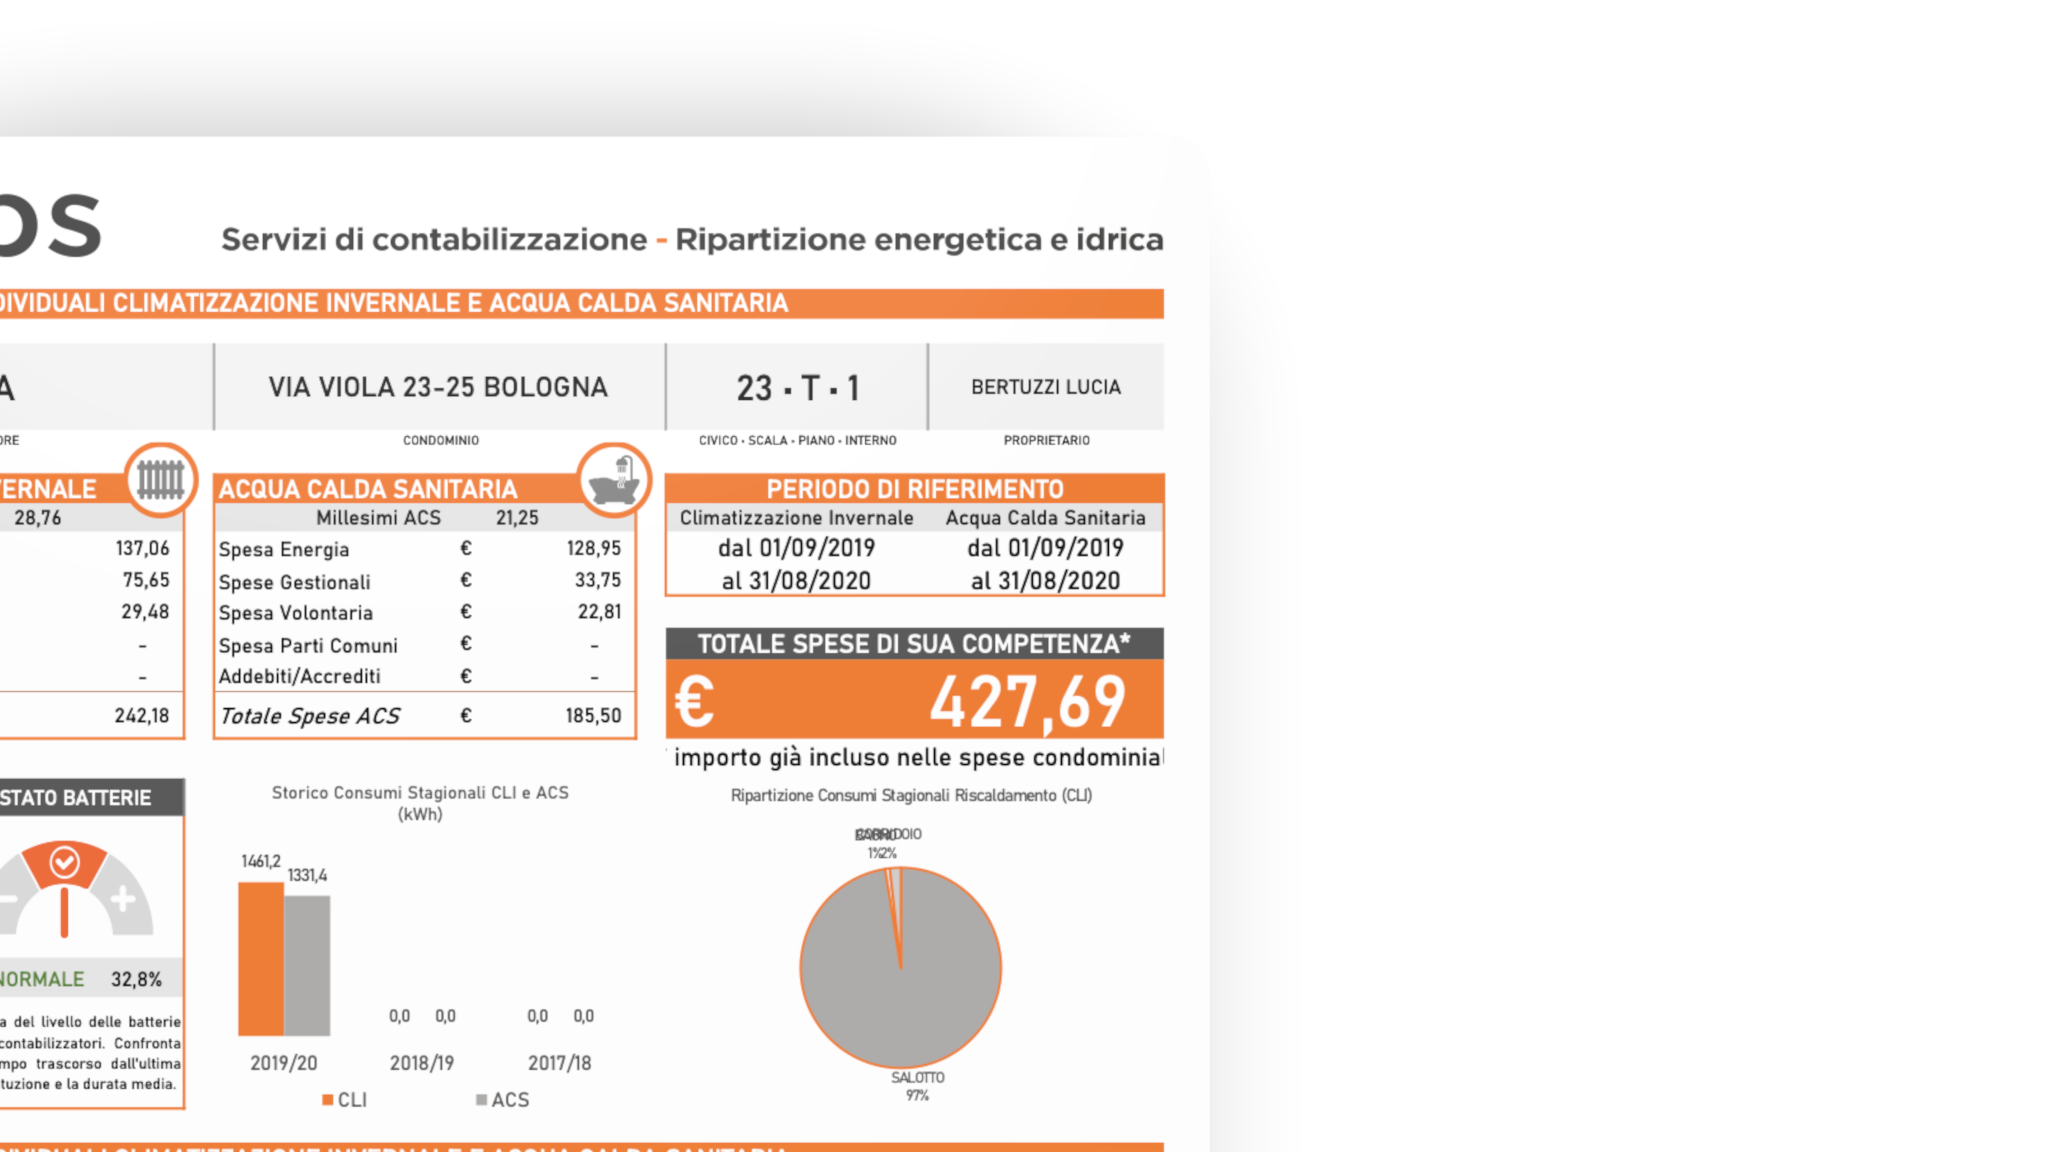 OS
Servizi di contabilizzazione - Ripartizione energetica e idrica
DIVIDUALI CLIMATIZZAZIONE INVERNALE E ACQUA CALDA SANITARIA
A
VIA VIOLA 23-25 BOLOGNA
23 · T · 1
BERTUZZI LUCIA
ORE
CONDOMINIO
CIVICO · SCALA · PIANO · INTERNO
PROPRIETARIO
VERNALE
28,76
137,06
75,65
29,48
-
-
242,18
ACQUA CALDA SANITARIA
Millesimi ACS 21,25
Spesa Energia € 128,95
Spese Gestionali € 33,75
Spesa Volontaria € 22,81
Spesa Parti Comuni € -
Addebiti/Accrediti € -
Totale Spese ACS € 185,50
PERIODO DI RIFERIMENTO
Climatizzazione Invernale Acqua Calda Sanitaria
dal 01/09/2019 dal 01/09/2019
al 31/08/2020 al 31/08/2020
TOTALE SPESE DI SUA COMPETENZA*
€ 427,69
importo già incluso nelle spese condominial
STATO BATTERIE
NORMALE 32,8%
a del livello delle batterie
contabilizzatori. Confronta
mpo trascorso dall'ultima
tuzione e la durata media.
Storico Consumi Stagionali CLI e ACS
(kWh)
1461,2
1331,4
0,0 0,0 0,0 0,0
2019/20 2018/19 2017/18
CLI ACS
Ripartizione Consumi Stagionali Riscaldamento (CLI)
CORRIDOIO
1% 2%
SALOTTO
97%
DIVIDUALI CLIMATIZZAZIONE INVERNALE E ACQUA CALDA SANITARIA